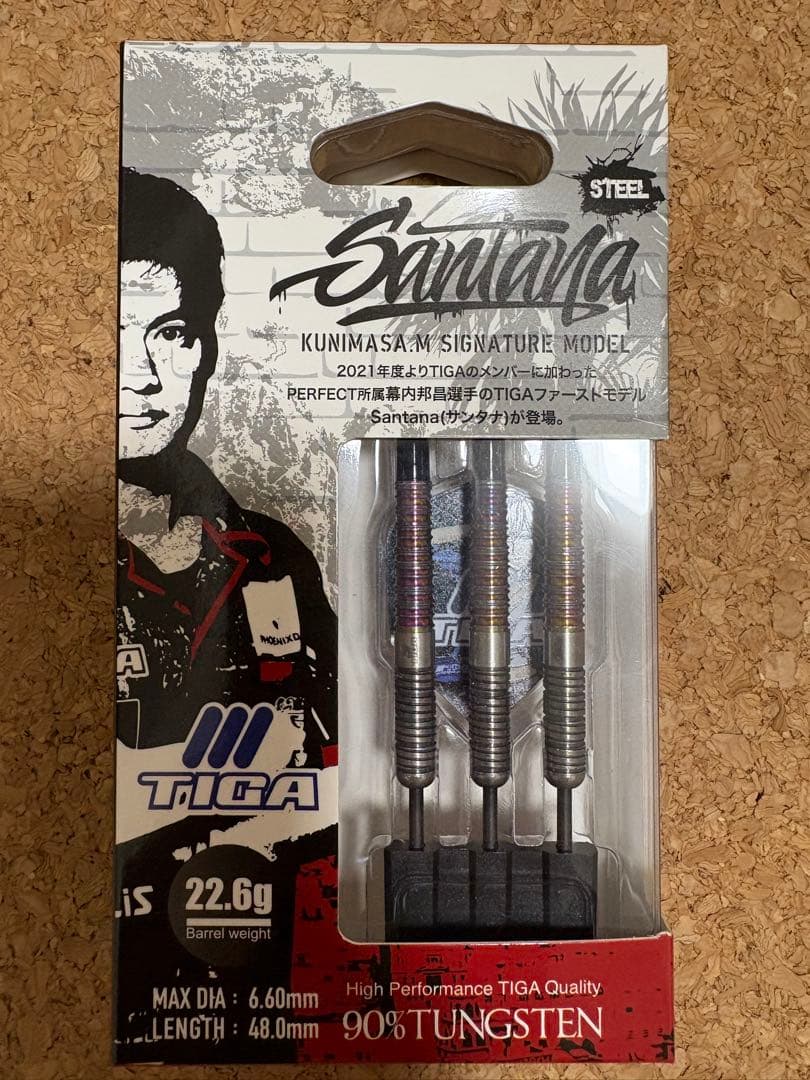 STEEL
Santana
KUNIMASA.M SIGNATURE MODEL
2021年度よりTIGAのメンバーに加わった
PERFECT所属幕内邦昌選手のTIGAファーストモデル
Santana(サンタナ)が登場。
PHOENIXD
TIGA
22.6g
Barrel weight
MAX DIA : 6.60mm
LENGTH : 48.0mm
High Performance TIGA Quality
90%TUNGSTEN